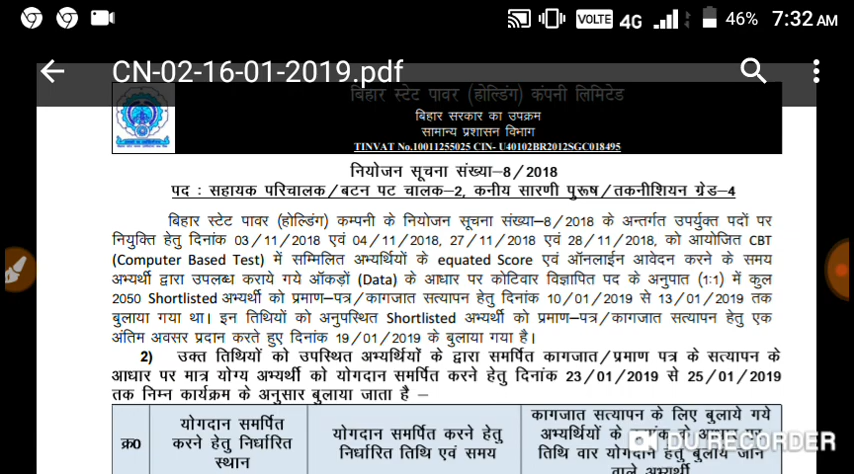 VOLTE 4G 46% 7:32 AM
CN-02-16-01-2019.pdf
बिहार स्टेट पावर (होल्डिंग) कंपनी लिमिटेड
बिहार सरकार का उपक्रम
सामान्य प्रशासन विभाग
TINVAT No.10011255025 CIN- U40102BR2012SGC018495
नियोजन सूचना संख्या–8/2018
पद : सहायक परिचालक/बटन पट चालक–2, कनीय सारणी पुरूष/तकनीशियन ग्रेड–4
बिहार स्टेट पावर (होल्डिंग) कम्पनी के नियोजन सूचना संख्या–8/2018 के अन्तर्गत उपर्युक्त पदों पर
नियुक्ति हेतु दिनांक 03/11/2018 एवं 04/11/2018, 27/11/2018 एवं 28/11/2018, को आयोजित CBT
(Computer Based Test) में सम्मिलित अभ्यर्थियों के equated Score एवं ऑनलाईन आवेदन करने के समय
अभ्यर्थी द्वारा उपलब्ध कराये गये ऑकड़ों (Data) के आधार पर कोटिवार विज्ञापित पद के अनुपात (1:1) में कुल
2050 Shortlisted अभ्यर्थी को प्रमाण–पत्र/कागजात सत्यापन हेतु दिनांक 10/01/2019 से 13/01/2019 तक
बुलाया गया था। इन तिथियों को अनुपस्थित Shortlisted अभ्यर्थी को प्रमाण–पत्र/कागजात सत्यापन हेतु एक
अंतिम अवसर प्रदान करते हुए दिनांक 19/01/2019 के बुलाया गया है।
2) उक्त तिथियों को उपस्थित अभ्यर्थियों के द्वारा समर्पित कागजात/प्रमाण पत्र के सत्यापन के
आधार पर मात्र योग्य अभ्यर्थी को योगदान समर्पित करने हेतु दिनांक 23/01/2019 से 25/01/2019
तक निम्न कार्यक्रम के अनुसार बुलाया जाता है –
क्र0
योगदान समर्पित
करने हेतु निर्धारित
स्थान
योगदान समर्पित करने हेतु
निर्धारित तिथि एवं समय
कागजात सत्यापन के लिए बुलाये गये
अभ्यर्थियों के
तिथि वार योगदान हेतु बुलाये जाने
वाले अभ्यर्थी
DU RECORDER